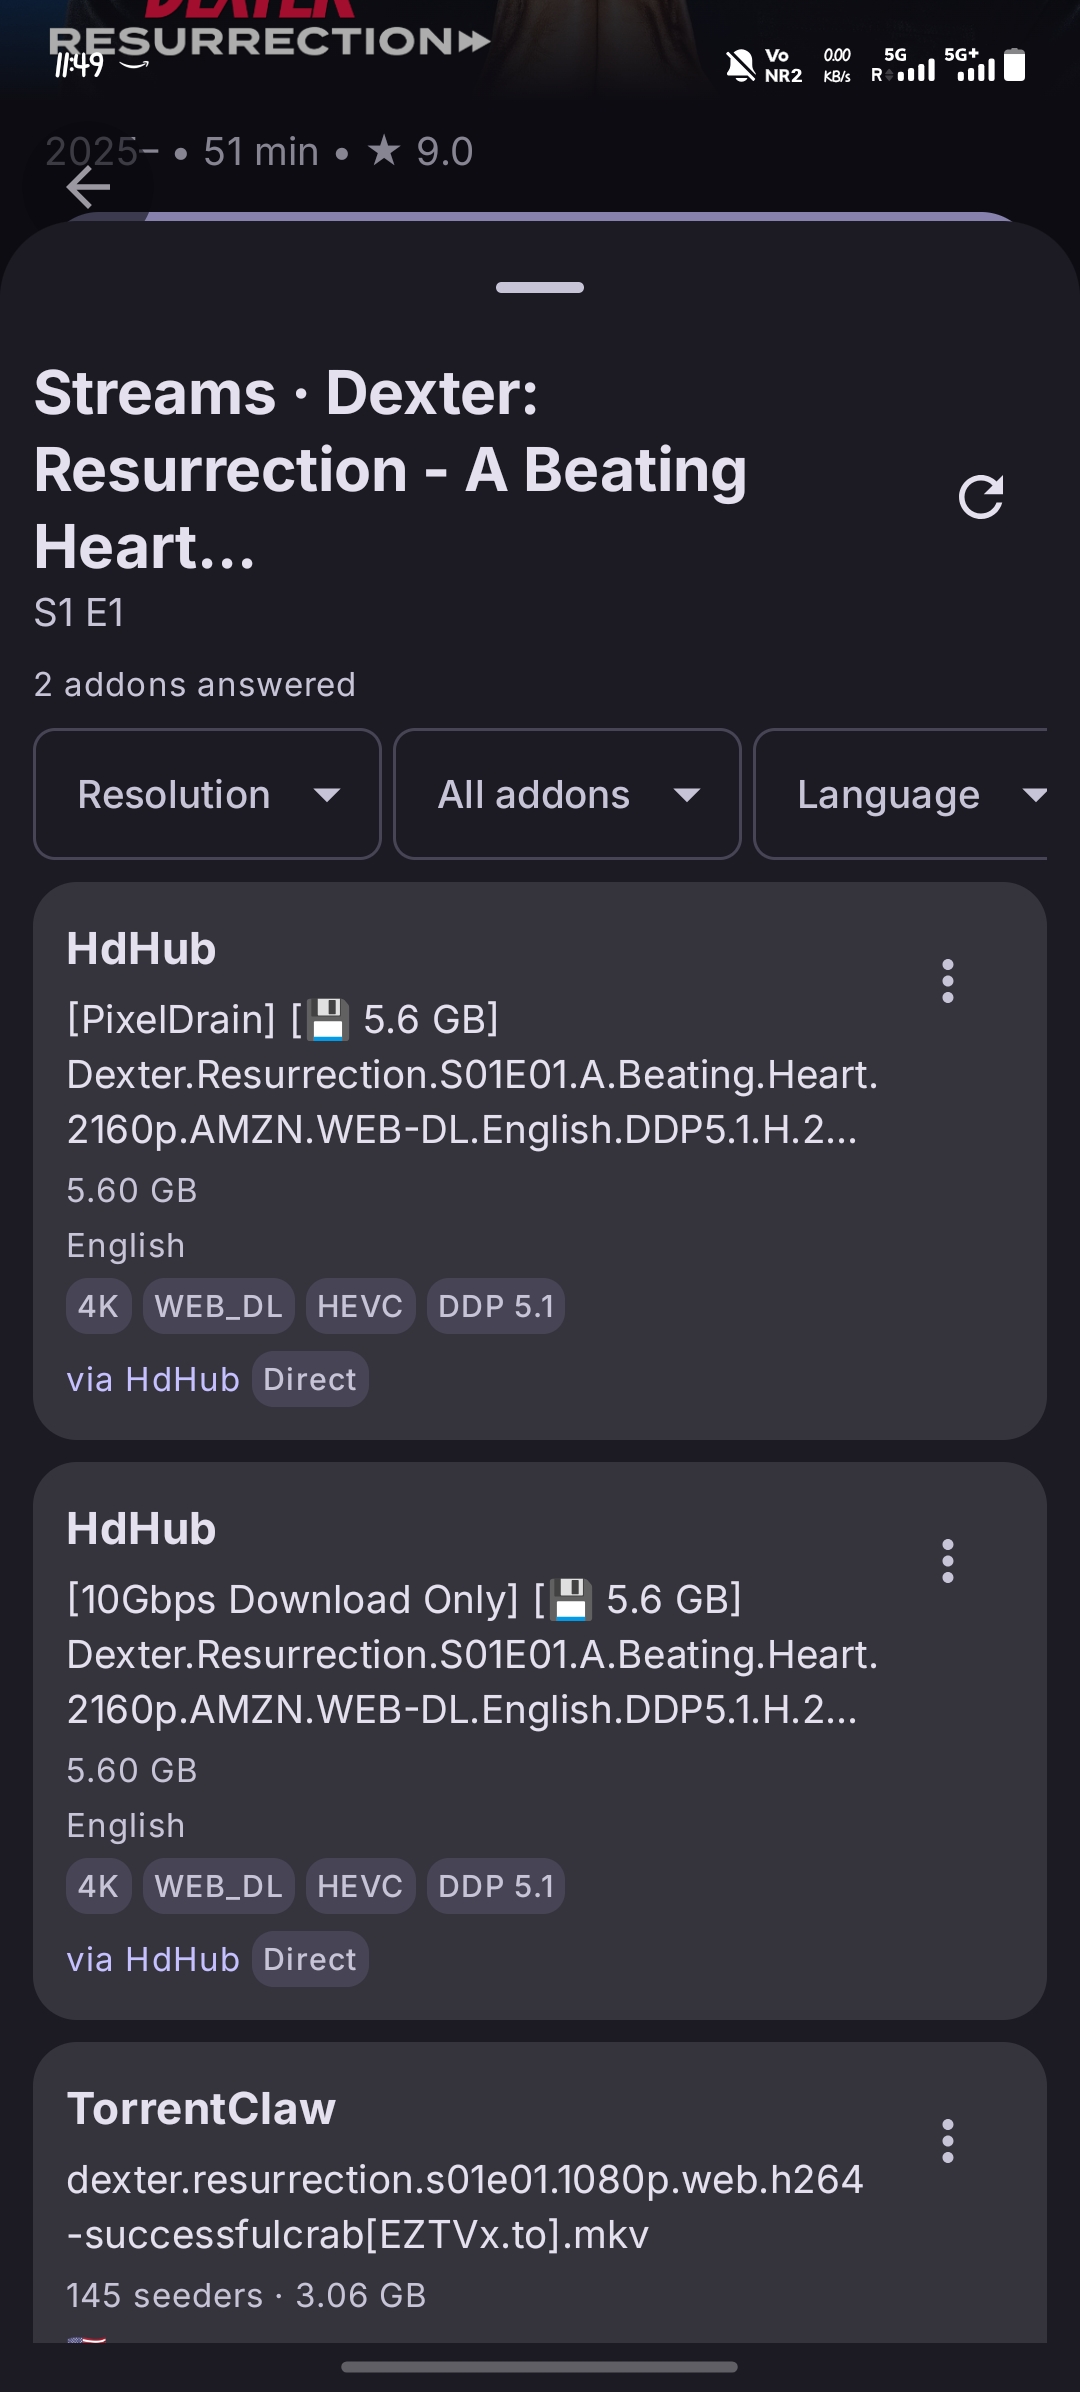 DEXTER
RESURRECTION
11:49
Vo
NR2
0.00
KB/s
5G
R
5G+
2025– • 51 min • ★ 9.0
Streams · Dexter:
Resurrection - A Beating
Heart...
S1 E1
2 addons answered
Resolution
All addons
Language
HdHub
[PixelDrain] [💾 5.6 GB]
Dexter.Resurrection.S01E01.A.Beating.Heart.
2160p.AMZN.WEB-DL.English.DDP5.1.H.2...
5.60 GB
English
4K WEB_DL HEVC DDP 5.1
via HdHub Direct
HdHub
[10Gbps Download Only] [💾 5.6 GB]
Dexter.Resurrection.S01E01.A.Beating.Heart.
2160p.AMZN.WEB-DL.English.DDP5.1.H.2...
5.60 GB
English
4K WEB_DL HEVC DDP 5.1
via HdHub Direct
TorrentClaw
dexter.resurrection.s01e01.1080p.web.h264
-successfulcrab[EZTVx.to].mkv
145 seeders · 3.06 GB